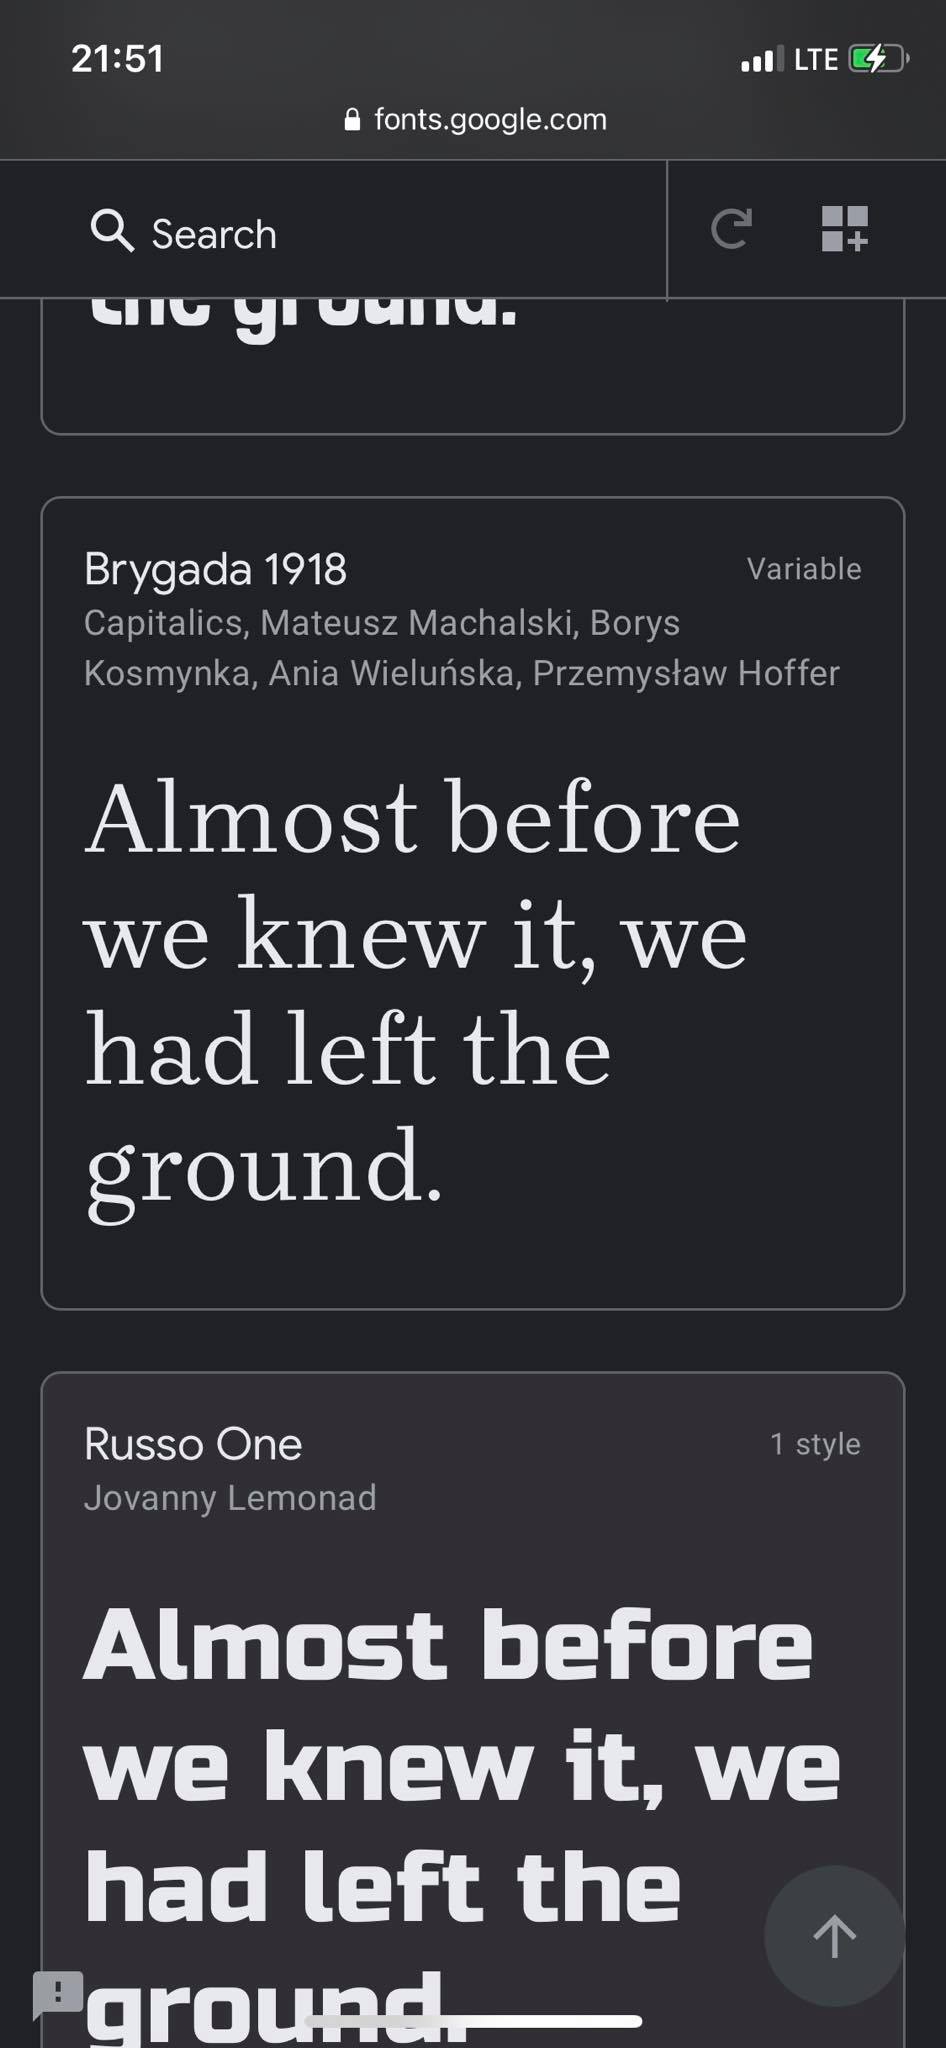 21:51
LTE
fonts.google.com
Search
the ground.
Brygada 1918
Variable
Capitalics, Mateusz Machalski, Borys
Kosmynka, Ania Wieluńska, Przemysław Hoffer
Almost before
we knew it, we
had left the
ground.
Russo One
1 style
Jovanny Lemonad
Almost before
we knew it, we
had left the
ground.